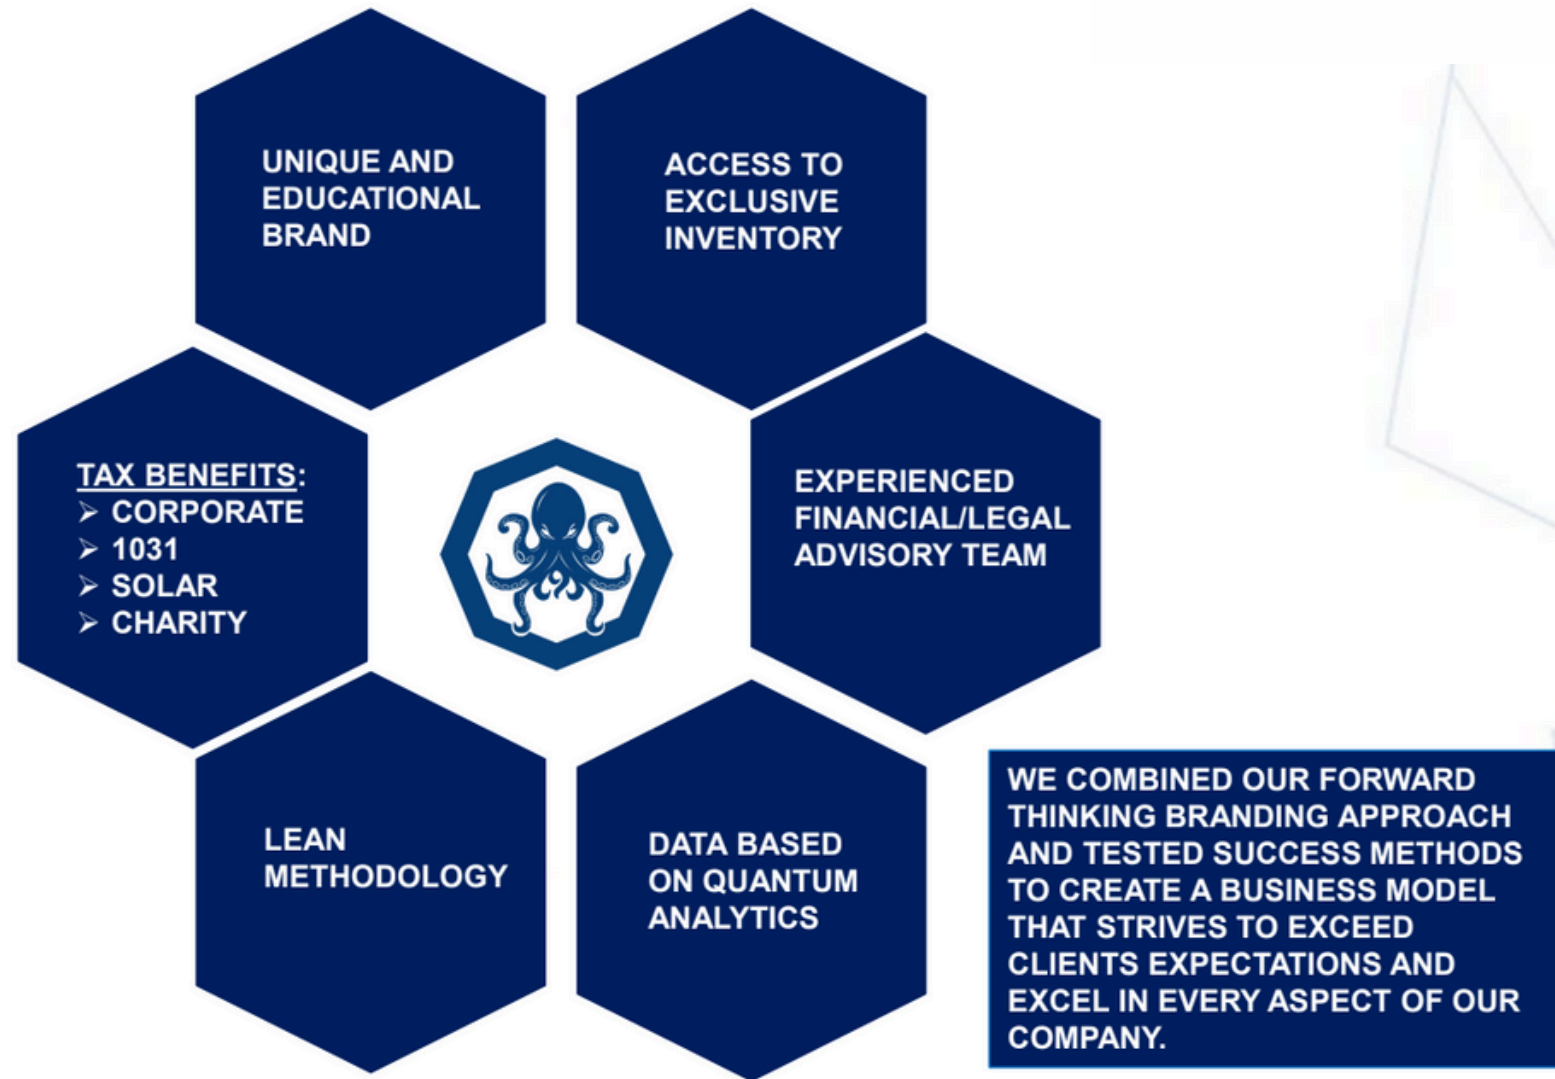 UNIQUE AND
EDUCATIONAL
BRAND
ACCESS TO
EXCLUSIVE
INVENTORY
TAX BENEFITS:
➢ CORPORATE
➢ 1031
➢ SOLAR
➢ CHARITY
EXPERIENCED
FINANCIAL/LEGAL
ADVISORY TEAM
LEAN
METHODOLOGY
DATA BASED
ON QUANTUM
ANALYTICS
WE COMBINED OUR FORWARD
THINKING BRANDING APPROACH
AND TESTED SUCCESS METHODS
TO CREATE A BUSINESS MODEL
THAT STRIVES TO EXCEED
CLIENTS EXPECTATIONS AND
EXCEL IN EVERY ASPECT OF OUR
COMPANY.